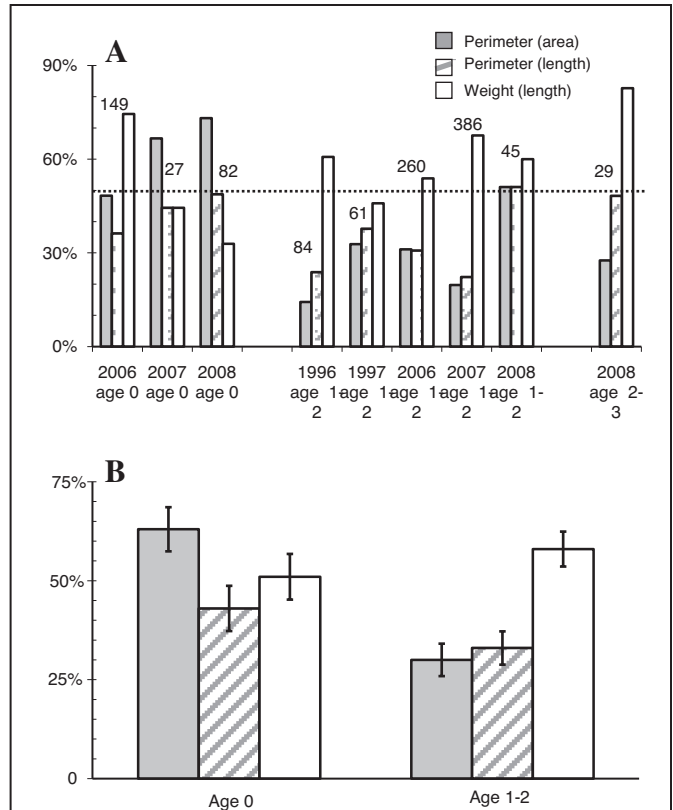 A
Perimeter (area)
Perimeter (length)
Weight (length)
90%
60%
30%
0%
149
27
82
84
61
260
386
45
29
2006 2007 2008 1996 1997 2006 2007 2008 2008
age 0 age 0 age 0 age 1- age 1- age 1- age 1- age 1- age 2-
2 2 2 2 2 3
B
75%
50%
25%
0
Age 0 Age 1-2